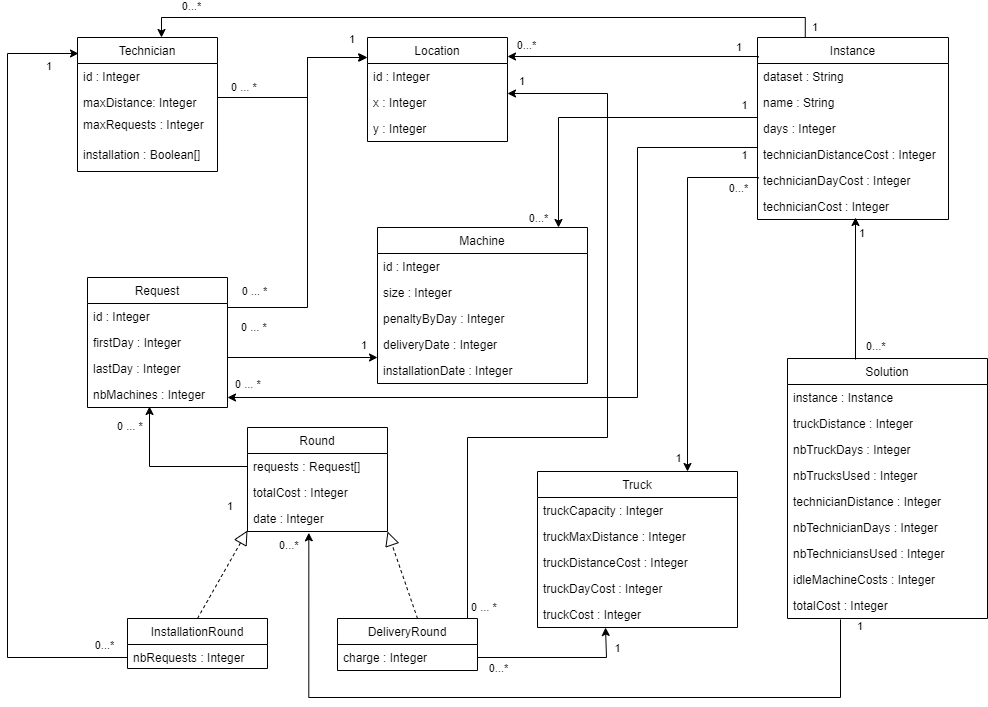 0...*
1
Technician
id : Integer
maxDistance: Integer
maxRequests : Integer
installation : Boolean[]
1
0 ... *
1
Location
id : Integer
x : Integer
y : Integer
0...*
1
1
Instance
dataset : String
name : String
days : Integer
technicianDistanceCost : Integer
technicianDayCost : Integer
technicianCost : Integer
1
1
0...*
1
0...*
Machine
id : Integer
size : Integer
penaltyByDay : Integer
deliveryDate : Integer
installationDate : Integer
Request
id : Integer
firstDay : Integer
lastDay : Integer
nbMachines : Integer
0 ... *
0 ... *
1
0 ... *
0 ... *
0...*
Solution
instance : Instance
truckDistance : Integer
nbTruckDays : Integer
nbTrucksUsed : Integer
technicianDistance : Integer
nbTechnicianDays : Integer
nbTechniciansUsed : Integer
idleMachineCosts : Integer
totalCost : Integer
1
Round
requests : Request[]
totalCost : Integer
date : Integer
1
0...*
1
Truck
truckCapacity : Integer
truckMaxDistance : Integer
truckDistanceCost : Integer
truckDayCost : Integer
truckCost : Integer
0 ... *
InstallationRound
nbRequests : Integer
0...*
DeliveryRound
charge : Integer
0...*
1